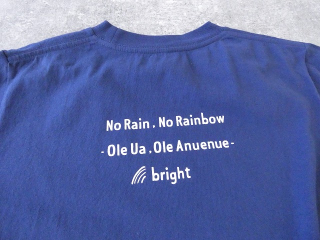 No Rain . No Rainbow
- Ole Ua . Ole Anuenue -
bright